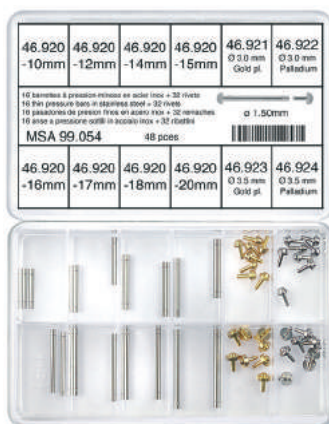 46.920 46.920 46.920 46.920 46.921 46.922
-10mm -12mm -14mm -15mm Ø 3.0 mm Ø 3.0 mm
Gold pl. Palladium
16 barrettes à pression minces en acier inox + 32 rivets
16 thin pressure bars in stainless steel + 32 rivets
16 pasadores de presion finos en acero inox + 32 remaches
16 anse a pressione sottili in accaio inox + 32 ribattini
ø 1.50mm
MSA 99.054 48 pces
46.920 46.920 46.920 46.920 46.923 46.924
-16mm -17mm -18mm -20mm Ø 3.5 mm Ø 3.5 mm
Gold pl. Palladium